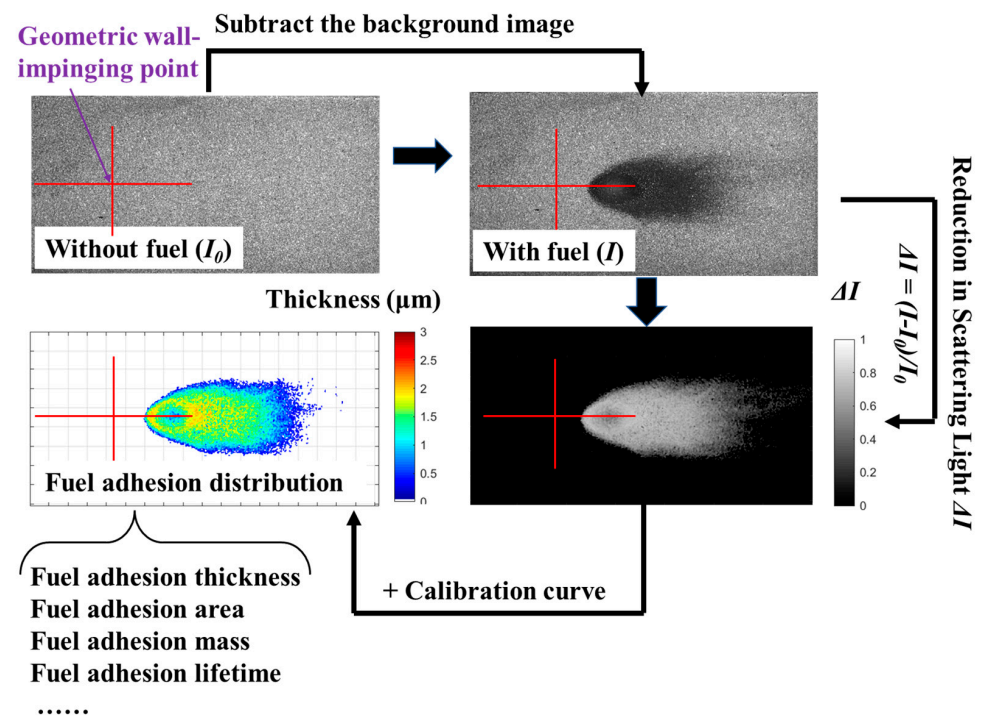 Subtract the background image
Geometric wall-
impinging point
Without fuel (I₀)
With fuel (I)
Reduction in Scattering Light ΔI
ΔI = (I-I₀)/I₀
ΔI
1
0.8
0.6
0.4
0.2
0
Thickness (μm)
3
2.5
2
1.5
1
0.5
0
Fuel adhesion distribution
+ Calibration curve
Fuel adhesion thickness
Fuel adhesion area
Fuel adhesion mass
Fuel adhesion lifetime
……